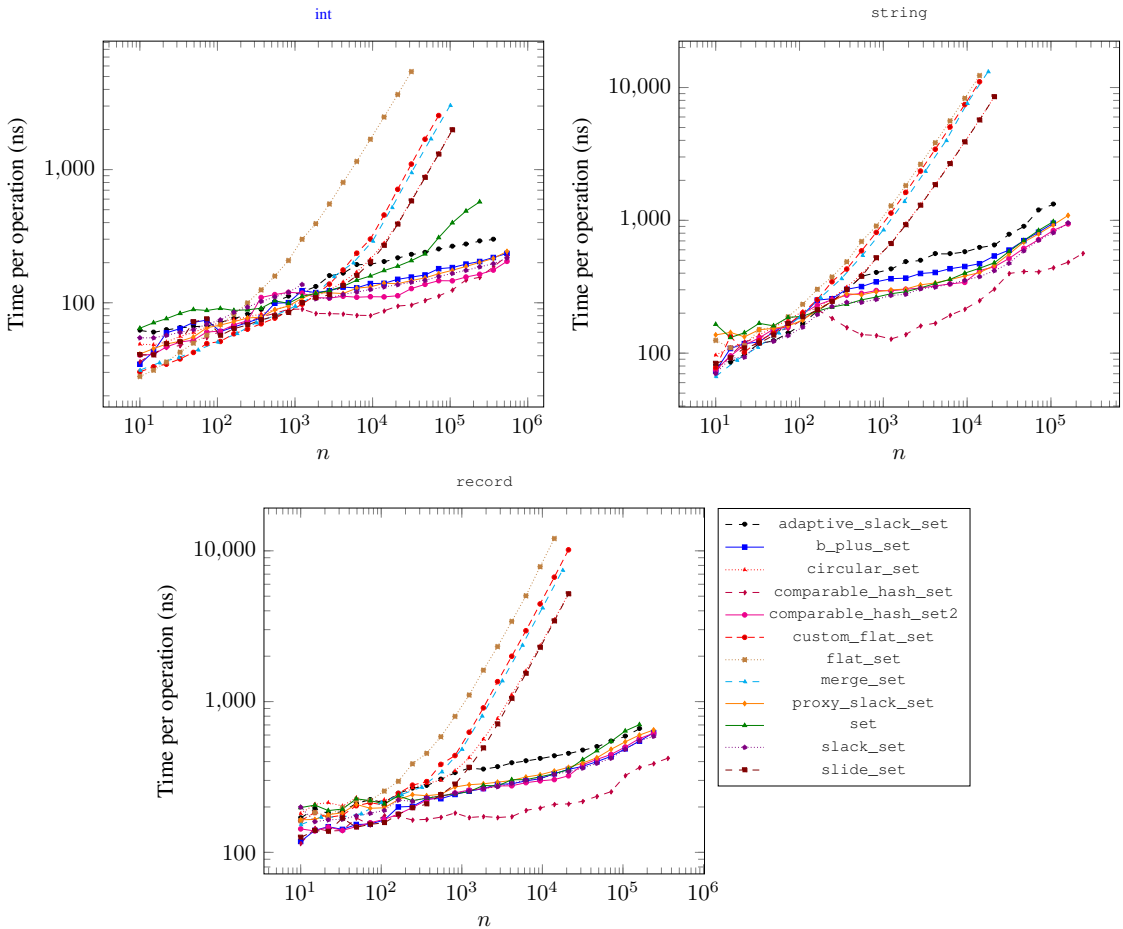 int
Time per operation (ns)
1,000
100
10^1
10^2
10^3
10^4
10^5
10^6
n
string
Time per operation (ns)
10,000
1,000
100
10^1
10^2
10^3
10^4
10^5
n
record
Time per operation (ns)
10,000
1,000
100
10^1
10^2
10^3
10^4
10^5
10^6
n
adaptive_slack_set
b_plus_set
circular_set
comparable_hash_set
comparable_hash_set2
custom_flat_set
flat_set
merge_set
proxy_slack_set
set
slack_set
slide_set